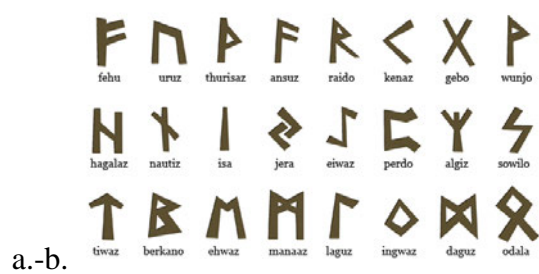 ᚠ ᚢ ᚦ ᚨ ᚱ ᚲ ᚷ ᚹ
fehu uruz thurisaz ansuz raido kenaz gebo wunjo
ᚺ ᚾ ᛁ ᛃ ᛇ ᛈ ᛉ ᛋ
hagalaz nautiz isa jera eiwaz perdo algiz sowilo
ᛏ ᛒ ᛖ ᛗ ᛚ ᛜ ᛞ ᛟ
a.-b. tiwaz berkano ehwaz manaaz laguz ingwaz daguz odala